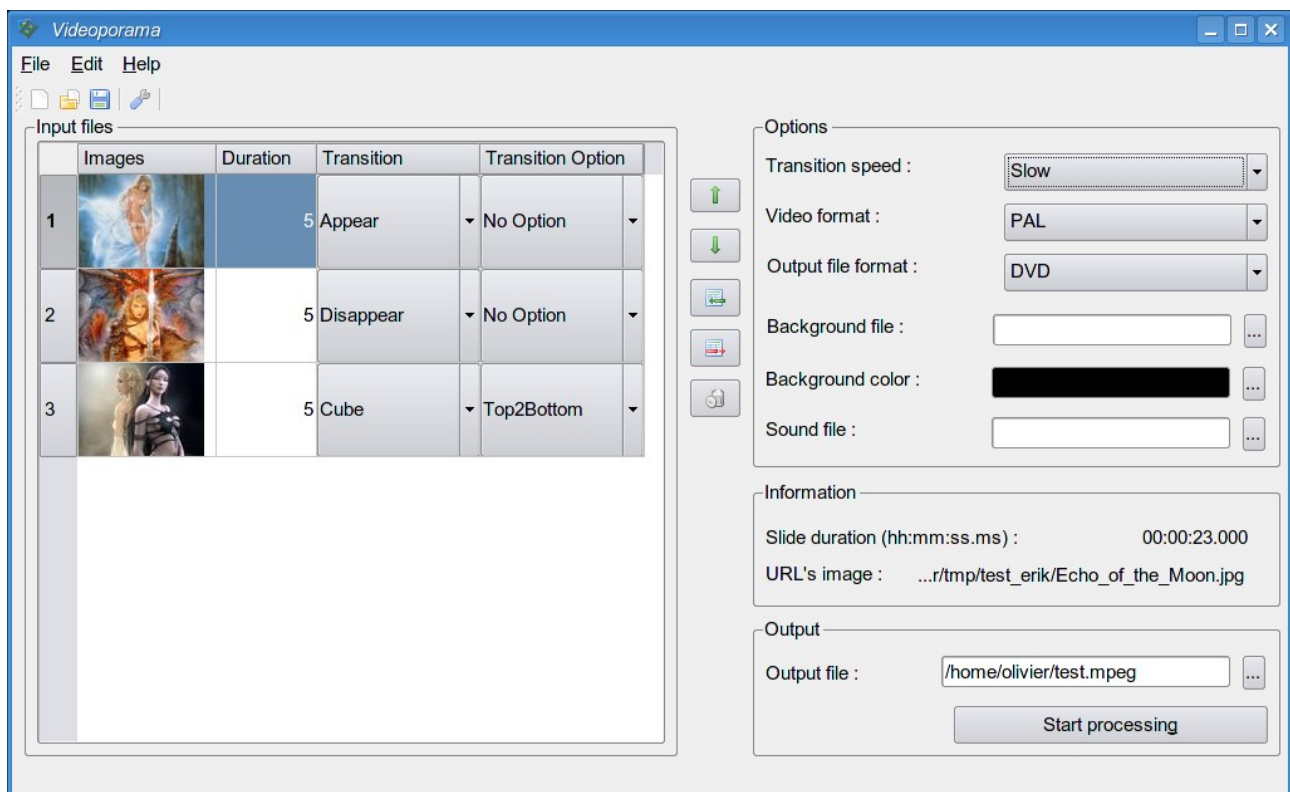 Videoporama
File Edit Help
Input files
Images Duration Transition Transition Option
1 5 Appear No Option
2 5 Disappear No Option
3 5 Cube Top2Bottom
Options
Transition speed : Slow
Video format : PAL
Output file format : DVD
Background file : ...
Background color : ...
Sound file : ...
Information
Slide duration (hh:mm:ss.ms) : 00:00:23.000
URL's image : ...r/tmp/test_erik/Echo_of_the_Moon.jpg
Output
Output file : /home/olivier/test.mpeg ...
Start processing